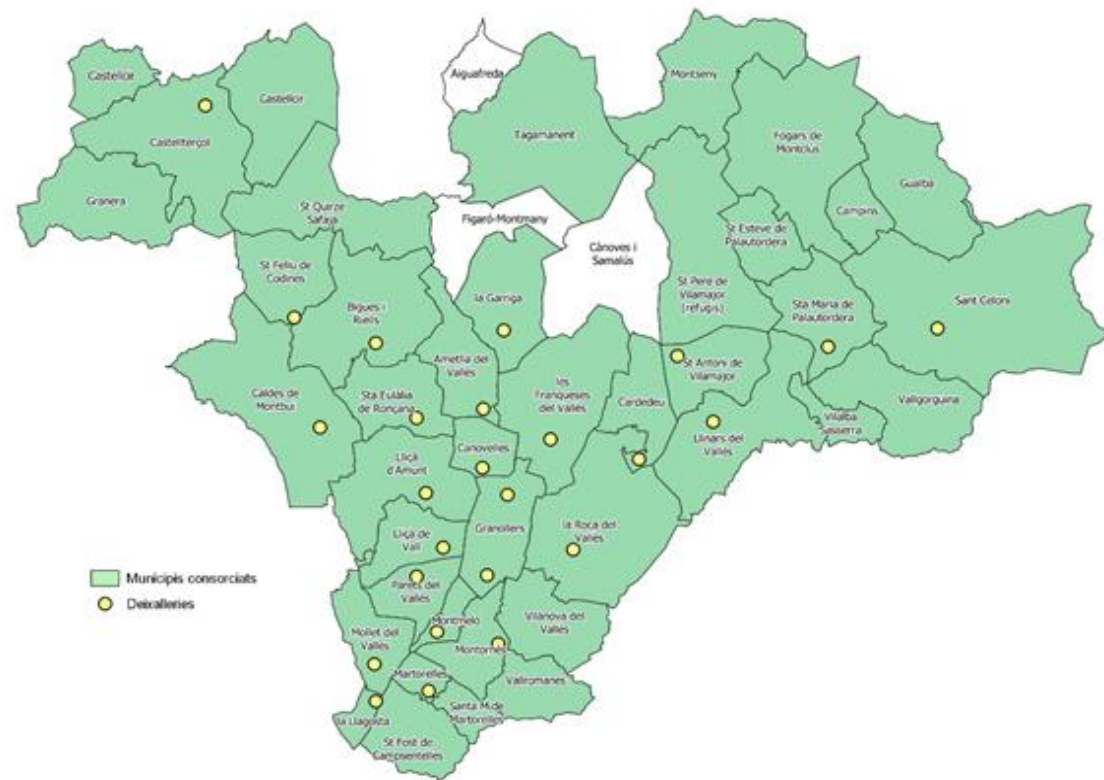 Aiguafreda
Montseny
Castellcir
Castellcir
Castellterçol
Tagamanent
Fogars de
Montclús
Gualba
Granera
St Quirze
Safaja
Figaró-Montmany
Campins
St Esteve de
Palautordera
Cànoves i
Samalús
St Feliu de
Codines
St Pere de
Vilamajor
(refugis)
la Garriga
Sta Maria de
Palautordera
Sant Celoni
Bigues i
Riells
Ametlla del
Vallès
St Antoni de
Vilamajor
les
Franqueses
del Vallès
Caldes de
Montbui
Sta Eulàlia
de Ronçana
Cardedeu
Vallgorguina
Vilalba
Sasserra
Llinars del
Vallès
Canovelles
Lliçà
d'Amunt
Granollers
la Roca del
Vallès
Lliçà de
Vall
Municipis consorciats
Deixalleries
Parets del
Vallès
Montmeló
Vilanova del
Vallès
Mollet del
Vallès
Montornès
Martorelles
Vallromanes
Santa M.de
Martorelles
la Llagosta
St Fost de
Campsentelles